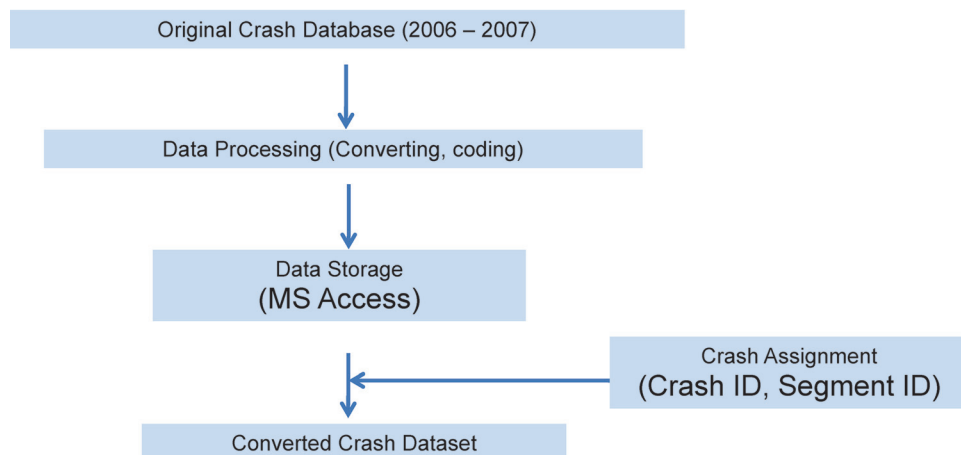 Original Crash Database (2006 – 2007)
Data Processing (Converting, coding)
Data Storage
(MS Access)
Crash Assignment
(Crash ID, Segment ID)
Converted Crash Dataset